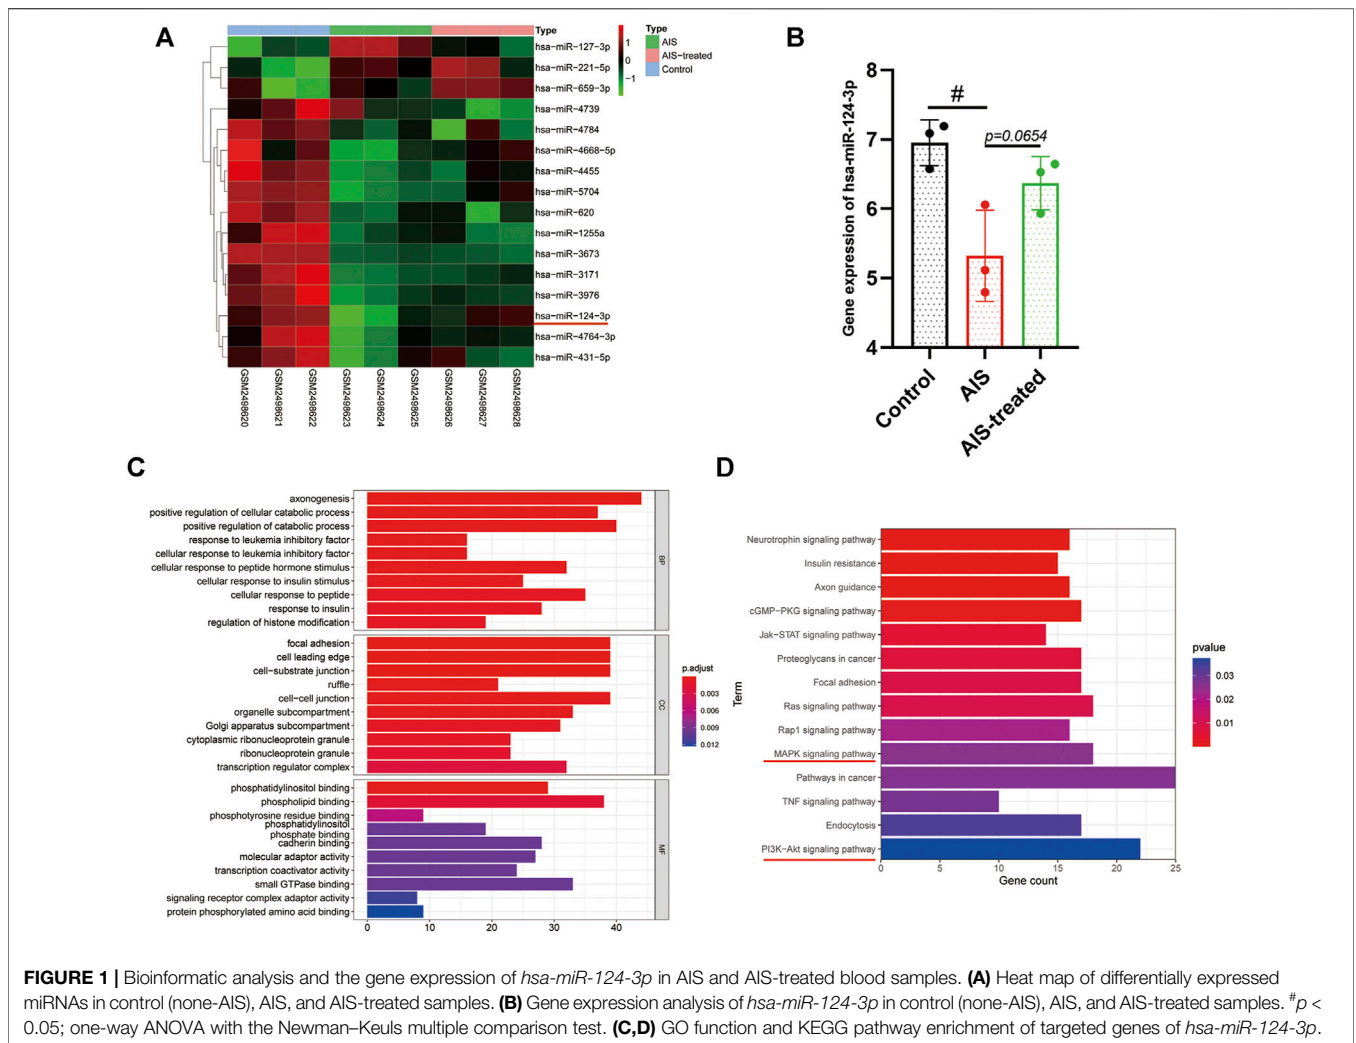 A
Type
hsa−miR−127−3p
hsa−miR−221−5p
hsa−miR−659−3p
hsa−miR−4739
hsa−miR−4784
hsa−miR−4668−5p
hsa−miR−4455
hsa−miR−5704
hsa−miR−620
hsa−miR−1255a
hsa−miR−3673
hsa−miR−3171
hsa−miR−3976
hsa−miR−124−3p
hsa−miR−4764−3p
hsa−miR−431−5p
GSM2498620
GSM2498621
GSM2498622
GSM2498623
GSM2498624
GSM2498625
GSM2498626
GSM2498627
GSM2498628
1
0
−1
Type
AIS
AIS−treated
Control
B
Gene expression of hsa-miR-124-3p
8
7
6
5
4
#
p=0.0654
Control
AIS
AIS-treated
C
axonogenesis
positive regulation of cellular catabolic process
positive regulation of catabolic process
response to leukemia inhibitory factor
cellular response to leukemia inhibitory factor
cellular response to peptide hormone stimulus
cellular response to insulin stimulus
cellular response to peptide
response to insulin
regulation of histone modification
BP
focal adhesion
cell leading edge
cell−substrate junction
ruffle
cell−cell junction
organelle subcompartment
Golgi apparatus subcompartment
cytoplasmic ribonucleoprotein granule
ribonucleoprotein granule
transcription regulator complex
CC
phosphatidylinositol binding
phospholipid binding
phosphotyrosine residue binding
phosphatidylinositol
phosphate binding
cadherin binding
molecular adaptor activity
transcription coactivator activity
small GTPase binding
signaling receptor complex adaptor activity
protein phosphorylated amino acid binding
MF
0 10 20 30 40
p.adjust
0.003
0.006
0.009
0.012
D
Term
Neurotrophin signaling pathway
Insulin resistance
Axon guidance
cGMP−PKG signaling pathway
Jak−STAT signaling pathway
Proteoglycans in cancer
Focal adhesion
Ras signaling pathway
Rap1 signaling pathway
MAPK signaling pathway
Pathways in cancer
TNF signaling pathway
Endocytosis
PI3K−Akt signaling pathway
0 5 10 15 20 25
Gene count
pvalue
0.03
0.02
0.01
FIGURE 1 | Bioinformatic analysis and the gene expression of hsa-miR-124-3p in AIS and AIS-treated blood samples. (A) Heat map of differentially expressed
miRNAs in control (none-AIS), AIS, and AIS-treated samples. (B) Gene expression analysis of hsa-miR-124-3p in control (none-AIS), AIS, and AIS-treated samples. #p <
0.05; one-way ANOVA with the Newman–Keuls multiple comparison test. (C,D) GO function and KEGG pathway enrichment of targeted genes of hsa-miR-124-3p.